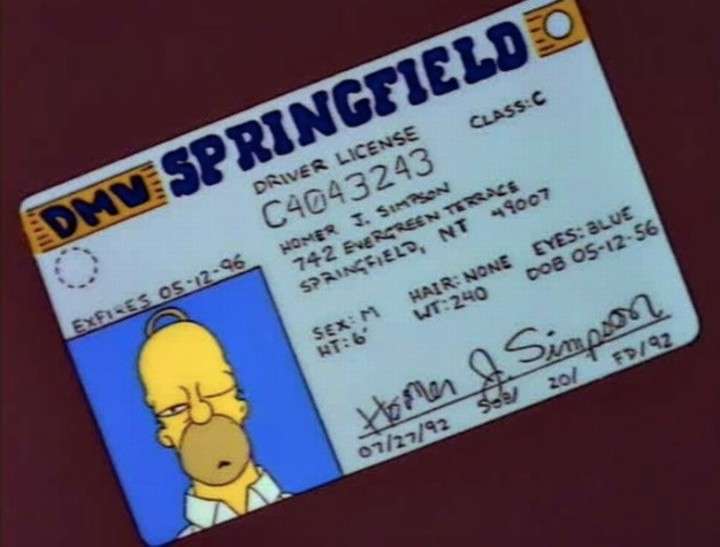 DMV SPRINGFIELD
DRIVER LICENSE CLASS:C
C4043243
HOMER J. SIMPSON
742 EVERGREEN TERRACE
SPRINGFIELD, NT 49007
EXPIRES 05-12-96
SEX: M HAIR: NONE EYES: BLUE
HT: 6' WT: 240 DOB 05-12-56
Homer J. Simpson
07/27/92 20/ FD/92